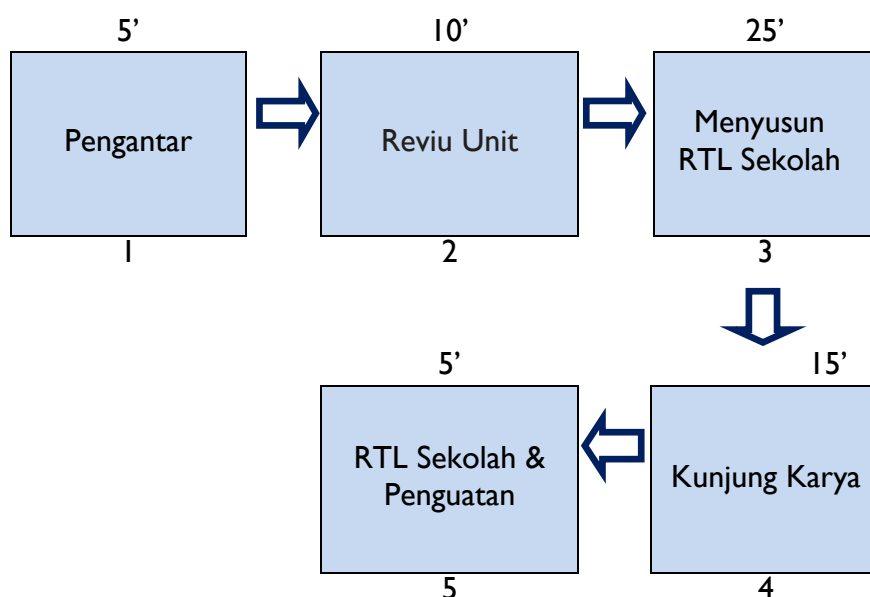 5’
10’
25’
Pengantar
Reviu Unit
Menyusun
RTL Sekolah
1
2
3
5’
15’
RTL Sekolah &
Penguatan
Kunjung Karya
5
4